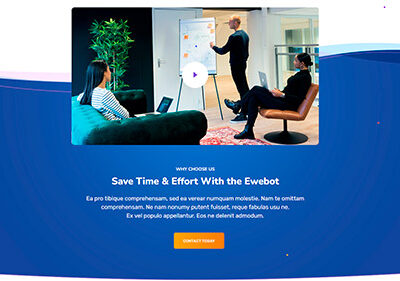 WHY CHOOSE US
Save Time & Effort With the Ewebot
Ea pro tibique comprehensam, sed ea verear numquam molestie. Nam te omittam
comprehensam. Ne nam nonumy putent fuisset, reque fabulas usu ne.
Ex vel populo appellantur. Eos ne delenit admodum.
CONTACT TODAY